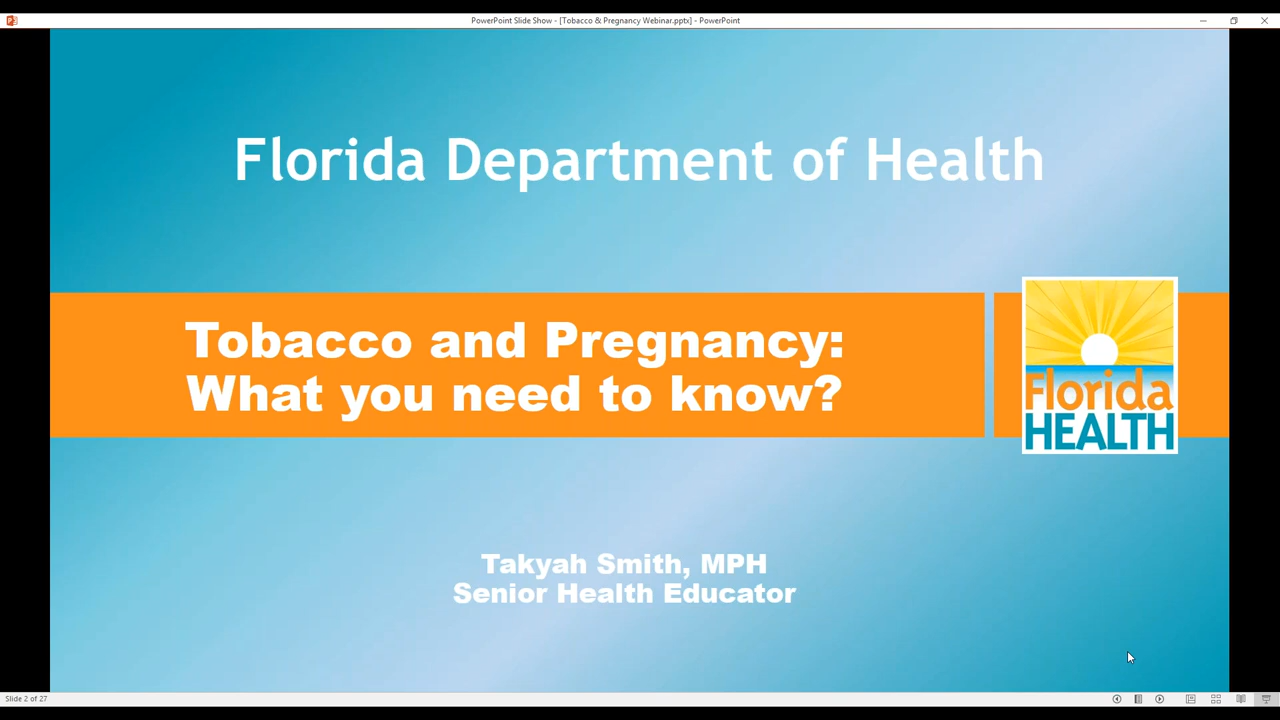 PowerPoint Slide Show - [Tobacco & Pregnancy Webinar.pptx] - PowerPoint
Florida Department of Health
Tobacco and Pregnancy:
What you need to know?
Florida
HEALTH
Takyah Smith, MPH
Senior Health Educator
Slide 2 of 27